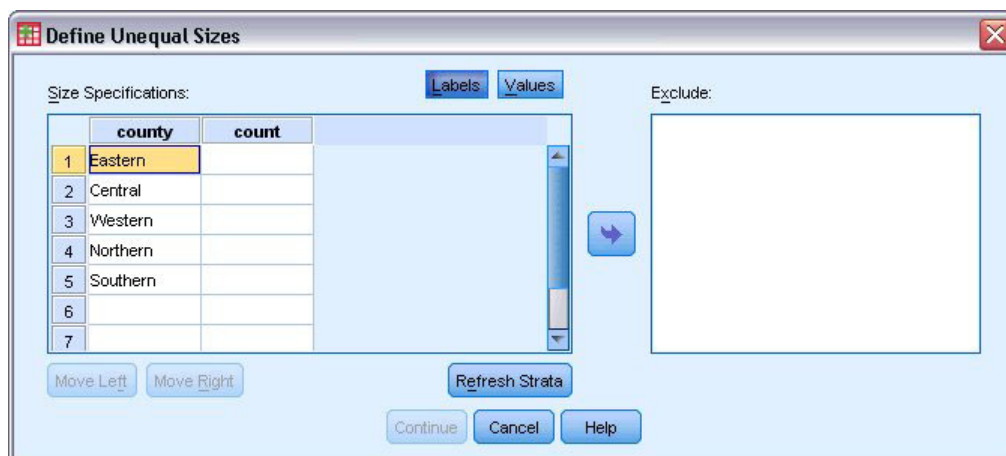 Define Unequal Sizes
Size Specifications:
Labels
Values
Exclude:
county count
1 Eastern
2 Central
3 Western
4 Northern
5 Southern
6
7
Move Left
Move Right
Refresh Strata
Continue
Cancel
Help